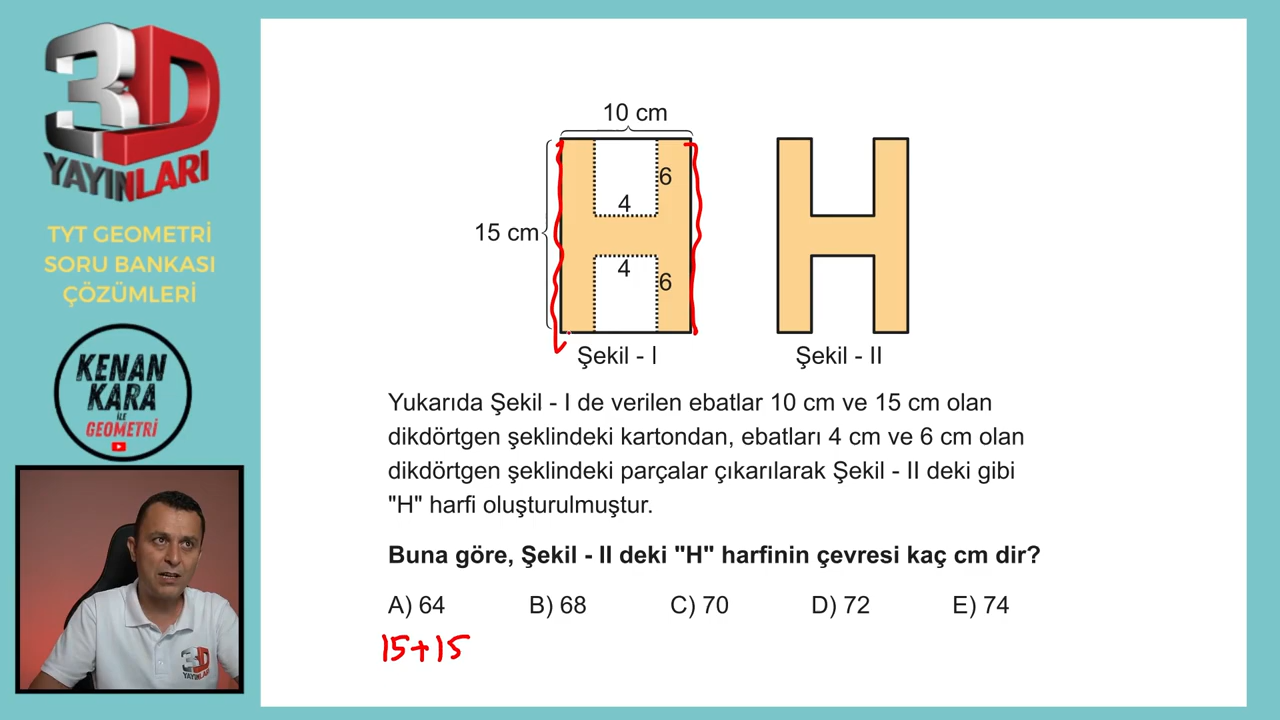 3D
YAYINLARI
TYT GEOMETRİ
SORU BANKASI
ÇÖZÜMLERİ
KENAN
KARA
İLE
GEOMETRİ
3D
YAYINLARI
10 cm
15 cm
6
4
4
6
Şekil - I
Şekil - II
Yukarıda Şekil - I de verilen ebatlar 10 cm ve 15 cm olan
dikdörtgen şeklindeki kartondan, ebatları 4 cm ve 6 cm olan
dikdörtgen şeklindeki parçalar çıkarılarak Şekil - II deki gibi
"H" harfi oluşturulmuştur.
Buna göre, Şekil - II deki "H" harfinin çevresi kaç cm dir?
A) 64 B) 68 C) 70 D) 72 E) 74
15+15